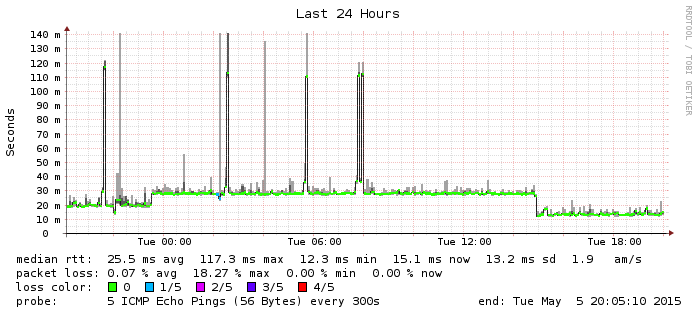 Last 24 Hours
RRDTOOL / TOBI OETIKER
Seconds
140 m
130 m
120 m
110 m
100 m
90 m
80 m
70 m
60 m
50 m
40 m
30 m
20 m
10 m
0
Tue 00:00 Tue 06:00 Tue 12:00 Tue 18:00
median rtt: 25.5 ms avg 117.3 ms max 12.3 ms min 15.1 ms now 13.2 ms sd 1.9 am/s
packet loss: 0.07 % avg 18.27 % max 0.00 % min 0.00 % now
loss color: 0 1/5 2/5 3/5 4/5
probe: 5 ICMP Echo Pings (56 Bytes) every 300s end: Tue May 5 20:05:10 2015